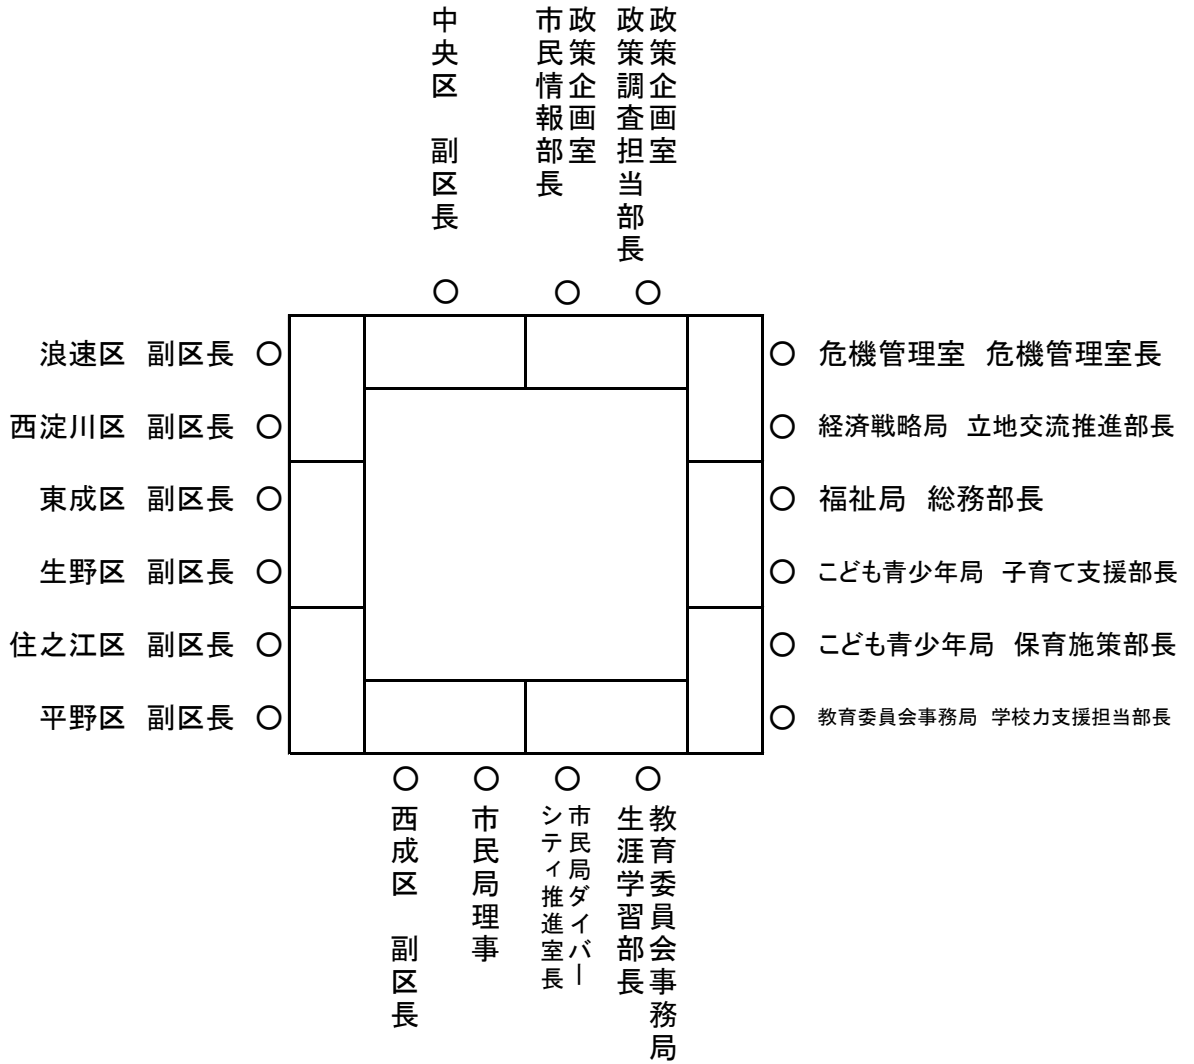 政策企画室
政策調査担当部長
政策企画室
市民情報部長
中央区　副区長
浪速区　副区長
西淀川区　副区長
東成区　副区長
生野区　副区長
住之江区　副区長
平野区　副区長
危機管理室　危機管理室長
経済戦略局　立地交流推進部長
福祉局　総務部長
こども青少年局　子育て支援部長
こども青少年局　保育施策部長
教育委員会事務局　学校力支援担当部長
教育委員会事務局
生涯学習部長
市民局ダイバー
シティ推進室長
市民局理事
西成区　副区長